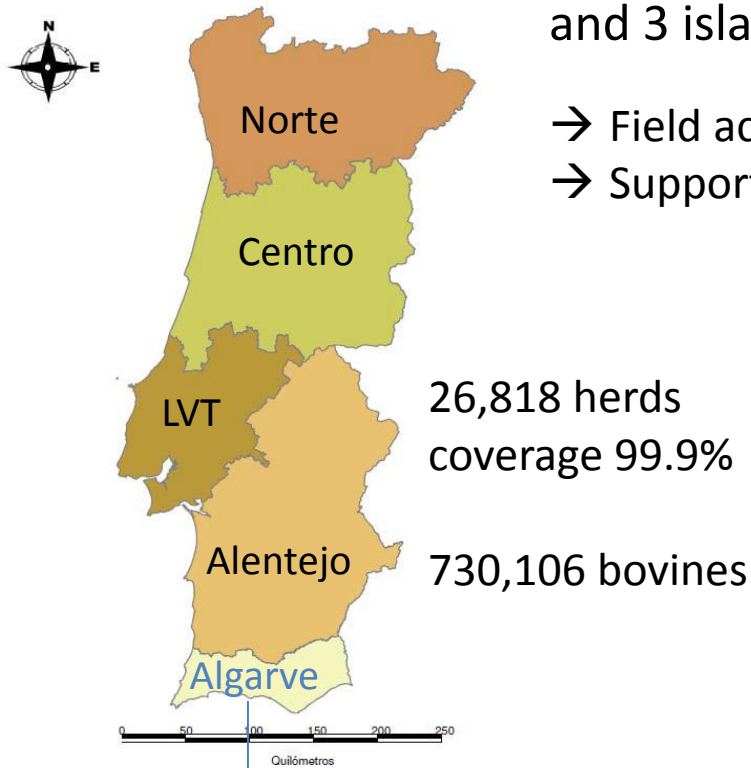 and 3 isla
N
E
Norte
→ Field ac
→ Support
Centro
LVT
26,818 herds
coverage 99.9%
Alentejo
730,106 bovines
Algarve
0 50 100 150 200 250
Quilómetros